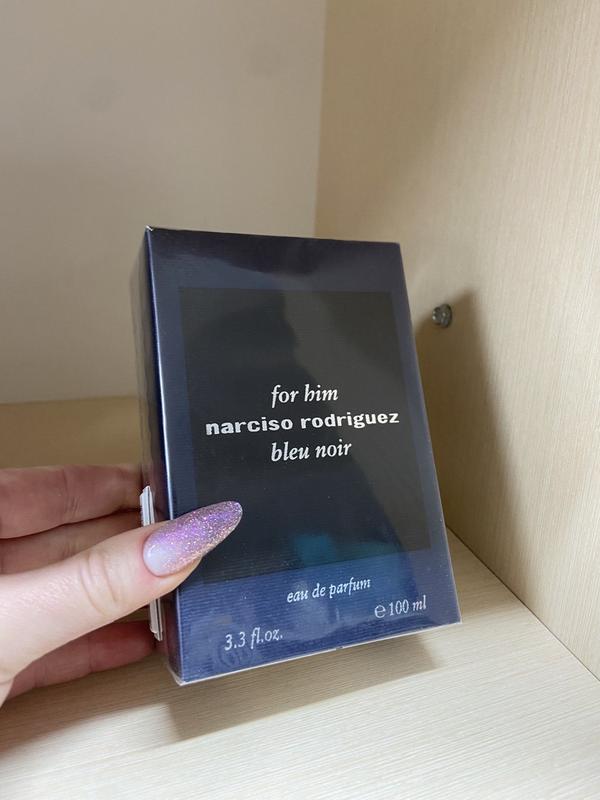 for him
narciso rodriguez
bleu noir
eau de parfum
3.3 fl.oz.
℮100 ml